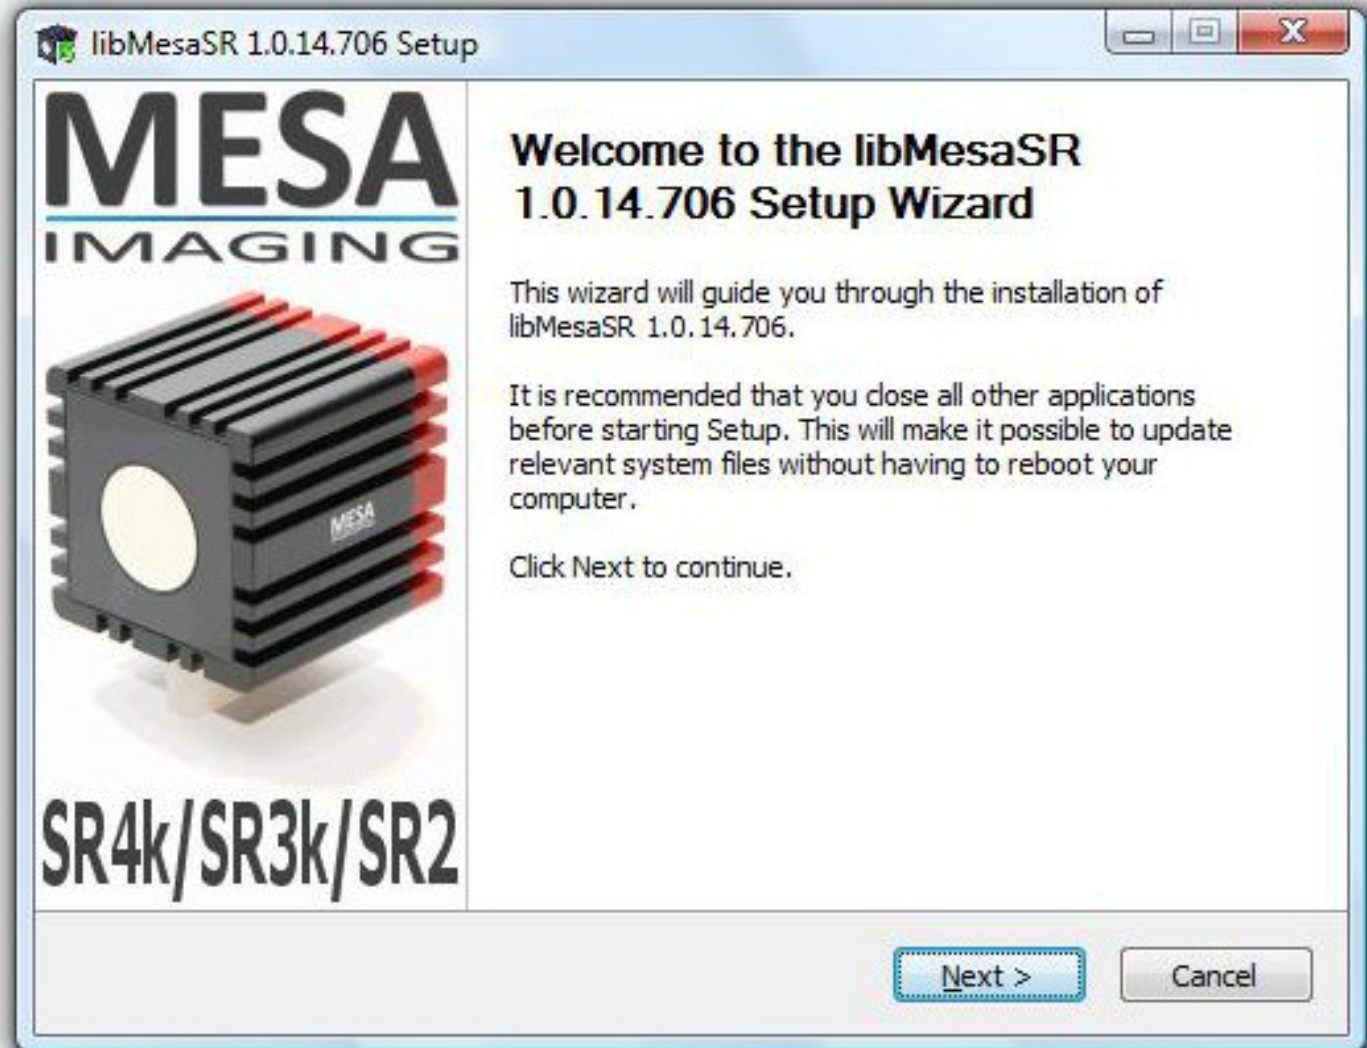 libMesaSR 1.0.14.706 Setup
MESA
IMAGING
MESA
SR4k/SR3k/SR2
Welcome to the libMesaSR
1.0.14.706 Setup Wizard
This wizard will guide you through the installation of
libMesaSR 1.0.14.706.
It is recommended that you close all other applications
before starting Setup. This will make it possible to update
relevant system files without having to reboot your
computer.
Click Next to continue.
Next >
Cancel